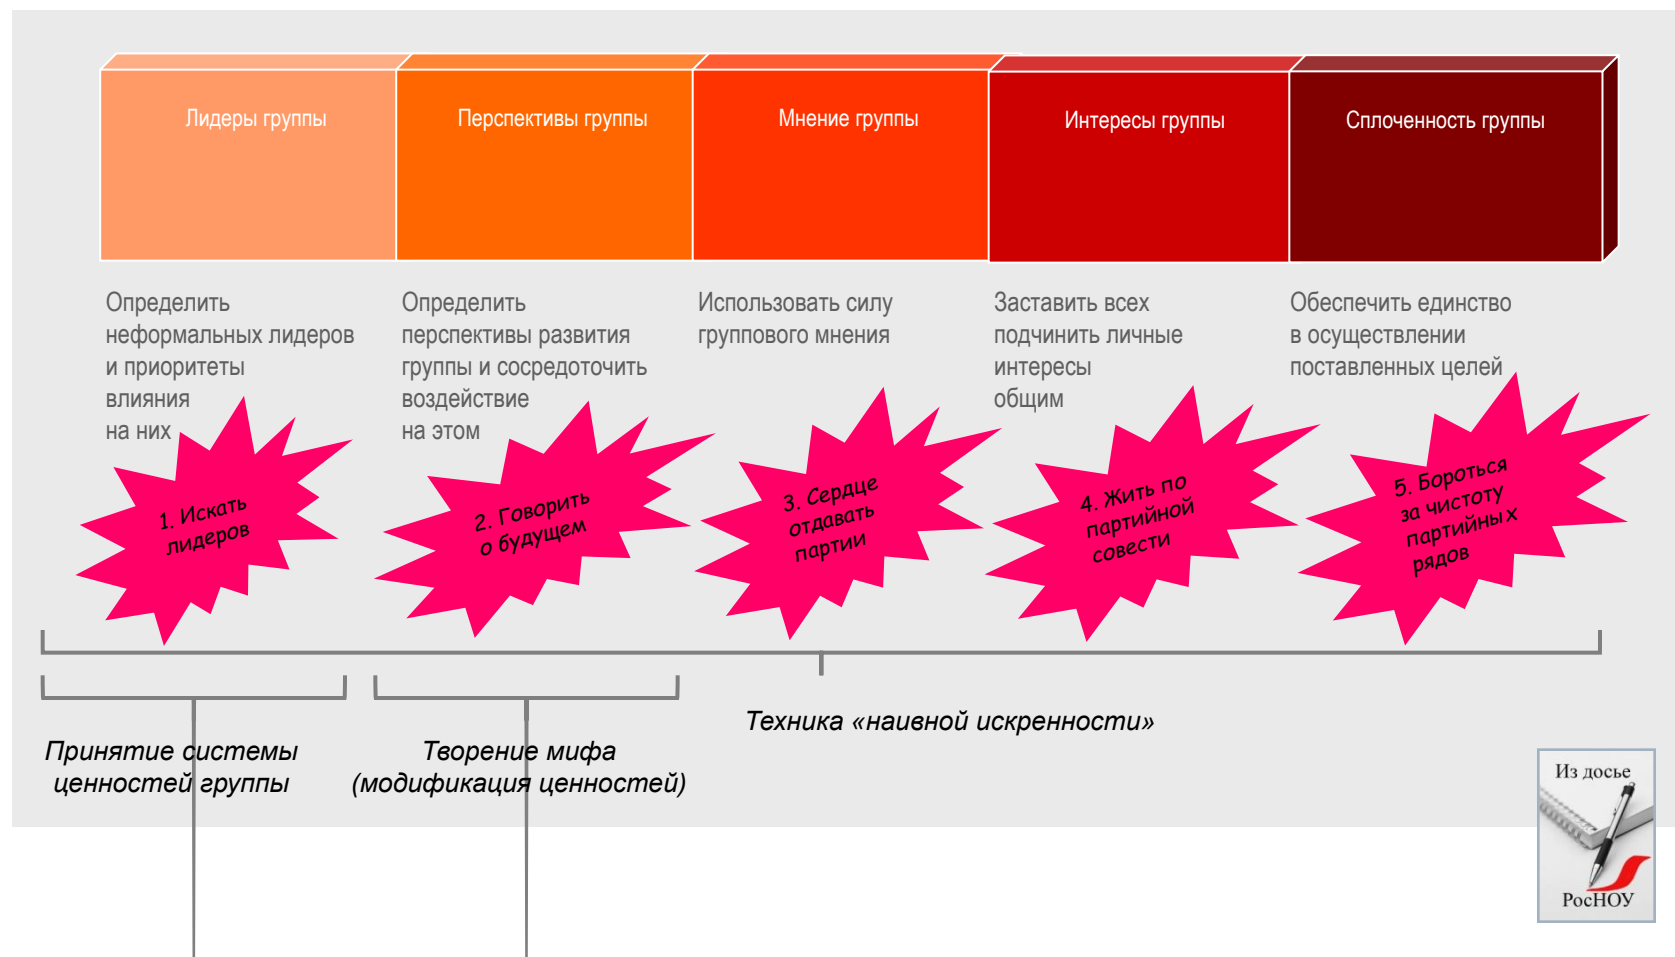 Лидеры группы
Перспективы группы
Мнение группы
Интересы группы
Сплоченность группы
Определить
неформальных лидеров
и приоритеты
влияния
на них
Определить
перспективы развития
группы и сосредоточить
воздействие
на этом
Использовать силу
группового мнения
Заставить всех
подчинить личные
интересы
общим
Обеспечить единство
в осуществлении
поставленных целей
1. Искать
лидеров
2. Говорить
о будущем
3. Сердце
отдавать
партии
4. Жить по
партийной
совести
5. Бороться
за чистоту
партийных
рядов
Техника «наивной искренности»
Принятие системы
ценностей группы
Творение мифа
(модификация ценностей)
Из досье
РосНОУ